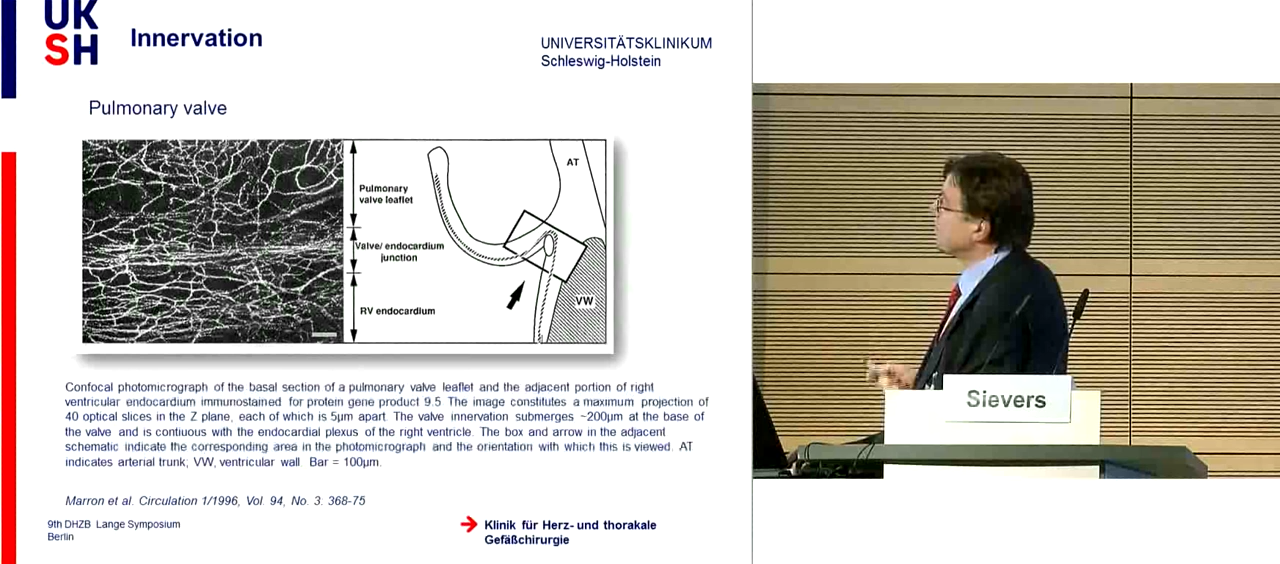 UK
SH
Innervation
UNIVERSITÄTSKLINIKUM
Schleswig-Holstein
Pulmonary valve
AT
Pulmonary
valve leaflet
Valve/ endocardium
junction
RV endocardium
VW
Confocal photomicrograph of the basal section of a pulmonary valve leaflet and the adjacent portion of right
ventricular endocardium immunostained for protein gene product 9.5 The image constitutes a maximum projection of
40 optical slices in the Z plane, each of which is 5µm apart. The valve innervation submerges ~200µm at the base of
the valve and is contiuous with the endocardial plexus of the right ventricle. The box and arrow in the adjacent
schematic indicate the corresponding area in the photomicrograph and the orientation with which this is viewed. AT
indicates arterial trunk; VW, ventricular wall. Bar = 100µm.
Marron et al. Circulation 1/1996, Vol. 94, No. 3. 368-75
9th DHZB Lange Symposium
Berlin
Klinik für Herz- und thorakale
Gefäßchirurgie
Sievers